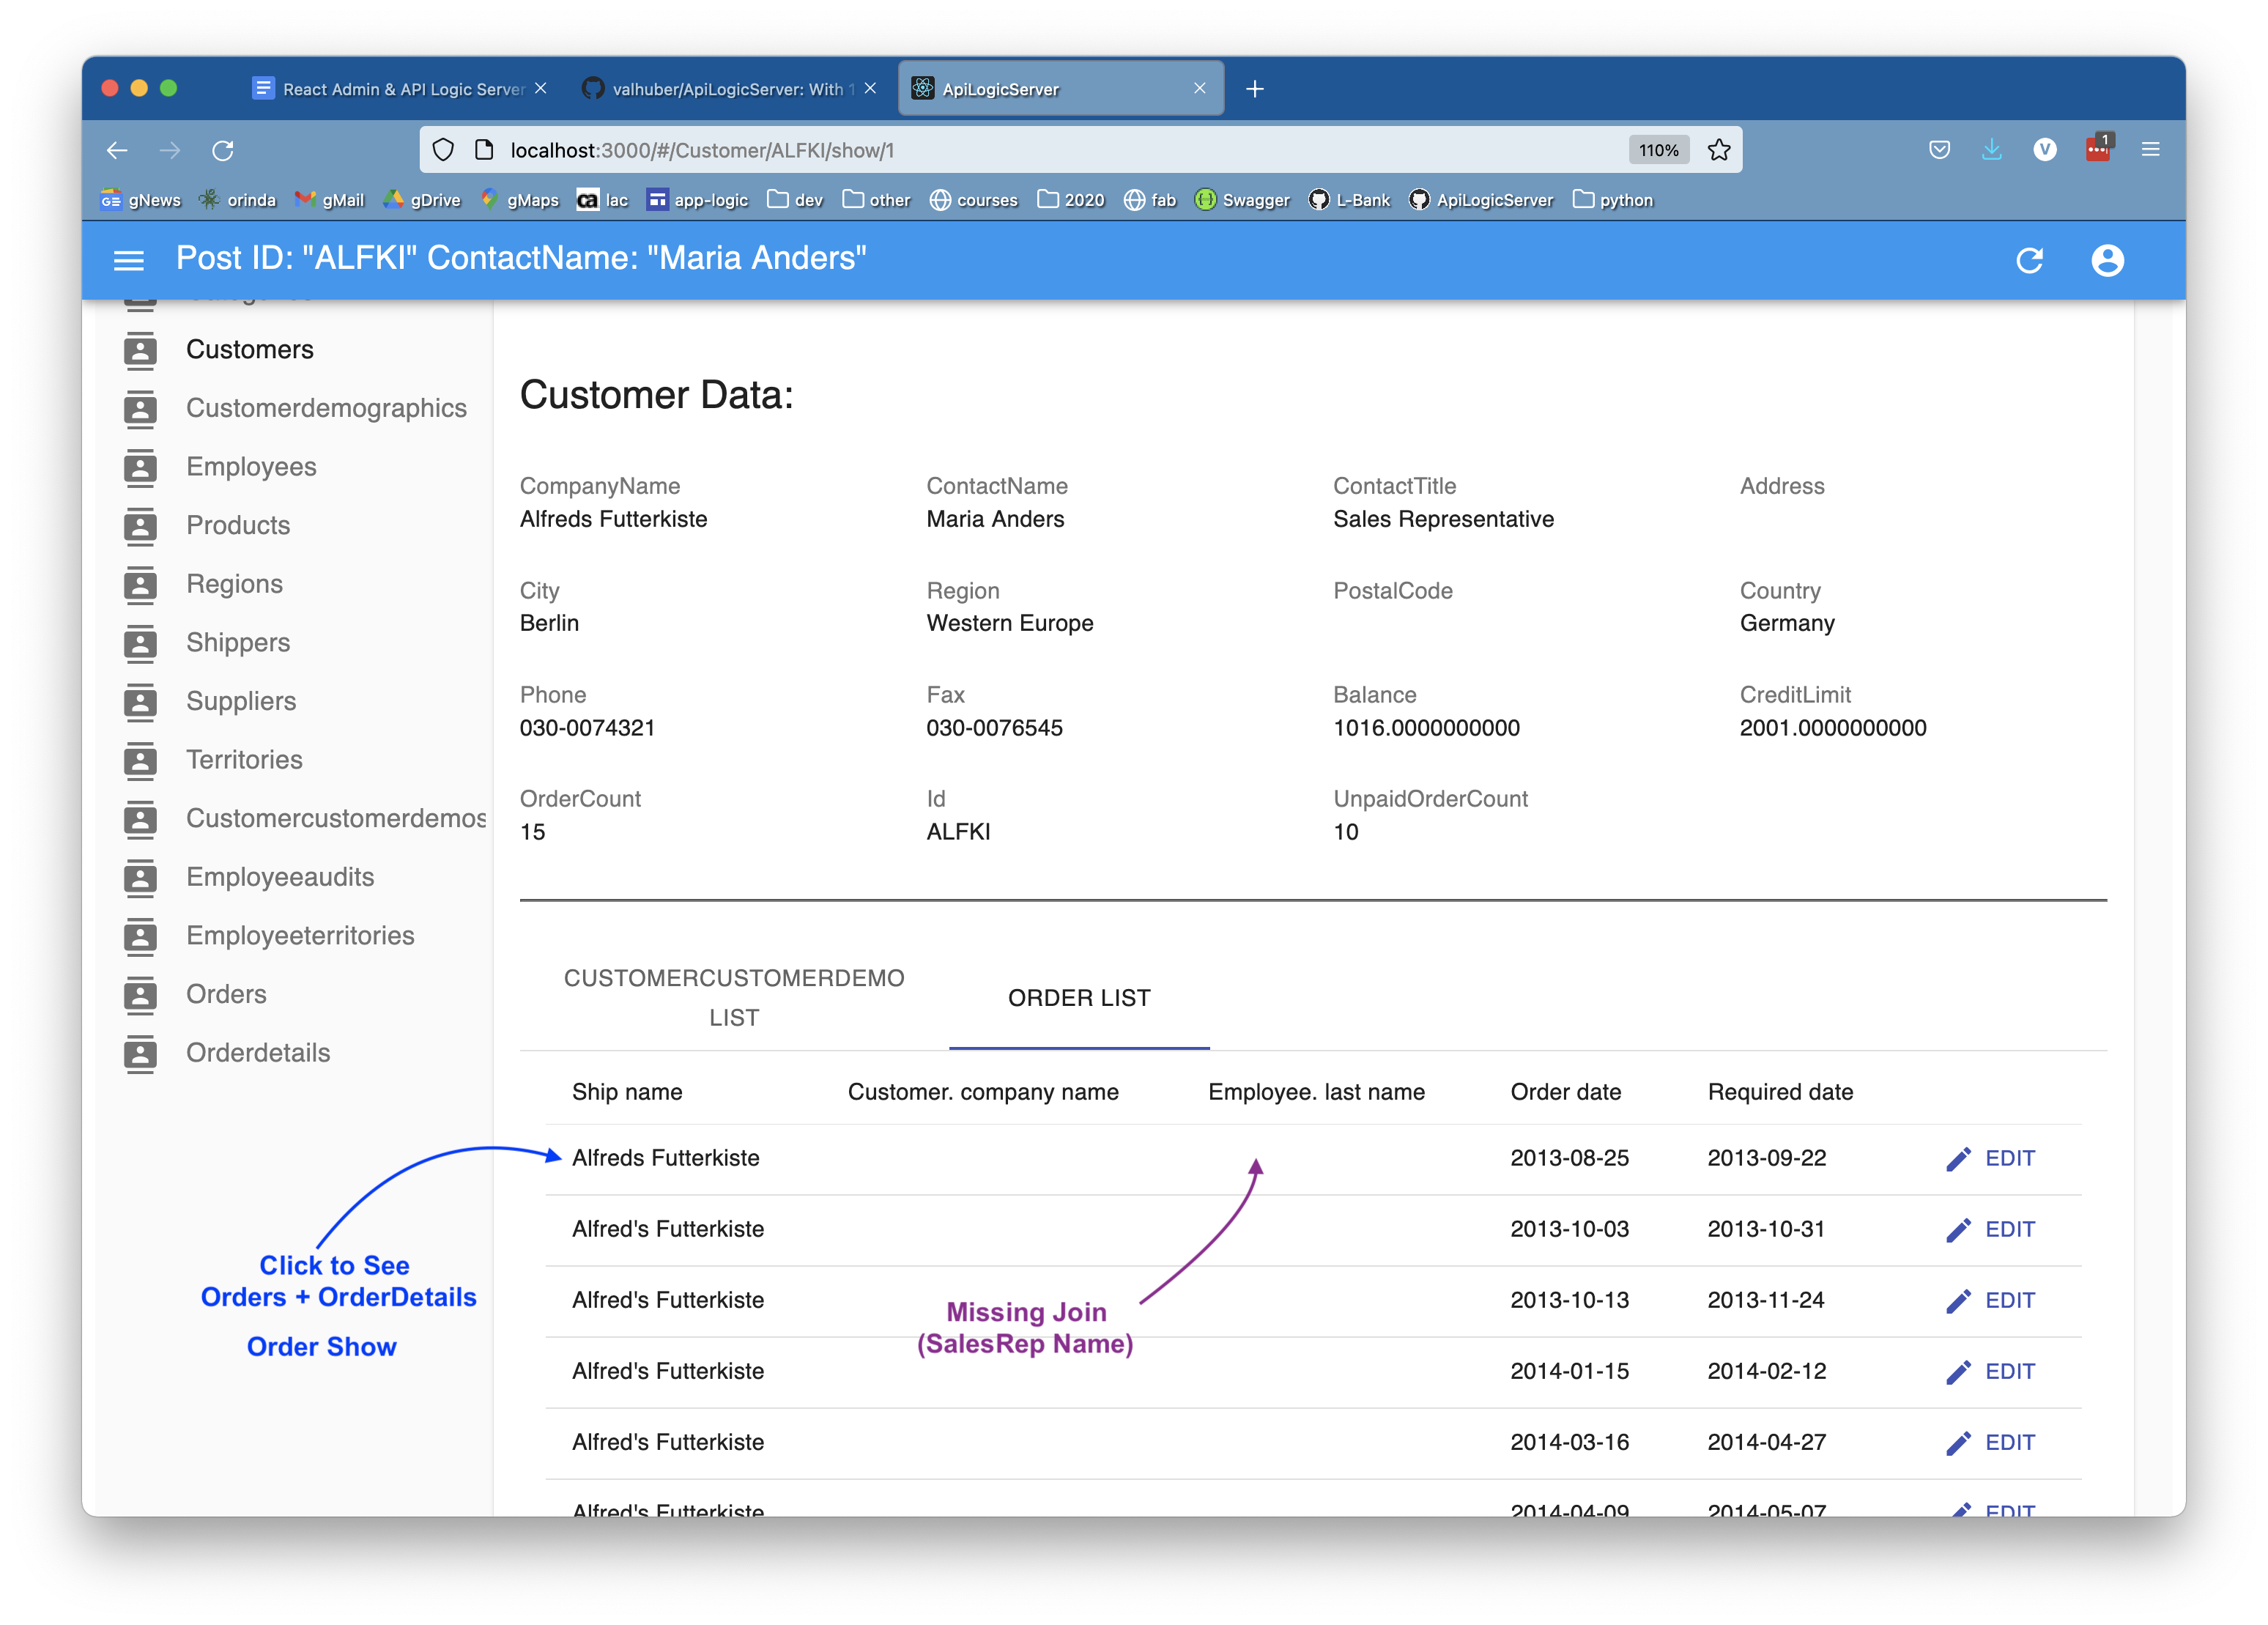 React Admin & API Logic Server
valhuber/ApiLogicServer: With 1
ApiLogicServer
localhost:3000/#/Customer/ALFKI/show/1
110%
V
1
gNews
orinda
gMail
gDrive
gMaps
ca lac
app-logic
dev
other
courses
2020
fab
Swagger
L-Bank
ApiLogicServer
python
Post ID: "ALFKI" ContactName: "Maria Anders"
Customers
Customerdemographics
Employees
Products
Regions
Shippers
Suppliers
Territories
Customercustomerdemos
Employeeaudits
Employeeterritories
Orders
Orderdetails
Customer Data:
CompanyName ContactName ContactTitle Address
Alfreds Futterkiste Maria Anders Sales Representative
City Region PostalCode Country
Berlin Western Europe Germany
Phone Fax Balance CreditLimit
030-0074321 030-0076545 1016.0000000000 2001.0000000000
OrderCount Id UnpaidOrderCount
15 ALFKI 10
CUSTOMERCUSTOMERDEMO
LIST
ORDER LIST
Ship name Customer. company name Employee. last name Order date Required date
Alfreds Futterkiste 2013-08-25 2013-09-22 EDIT
Alfred's Futterkiste 2013-10-03 2013-10-31 EDIT
Alfred's Futterkiste 2013-10-13 2013-11-24 EDIT
Alfred's Futterkiste 2014-01-15 2014-02-12 EDIT
Alfred's Futterkiste 2014-03-16 2014-04-27 EDIT
Alfred's Futterkiste 2014-04-09 2014-05-07 EDIT
Click to See
Orders + OrderDetails
Order Show
Missing Join
(SalesRep Name)